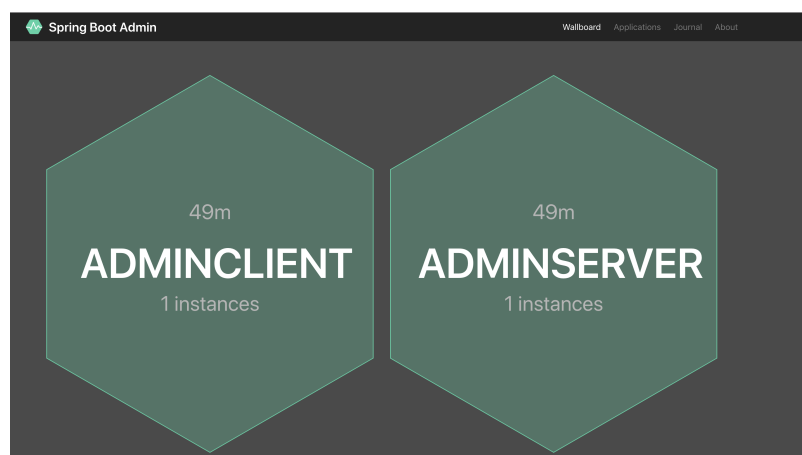 Spring Boot Admin
Wallboard Applications Journal About
49m
ADMINCLIENT
1 instances
49m
ADMINSERVER
1 instances